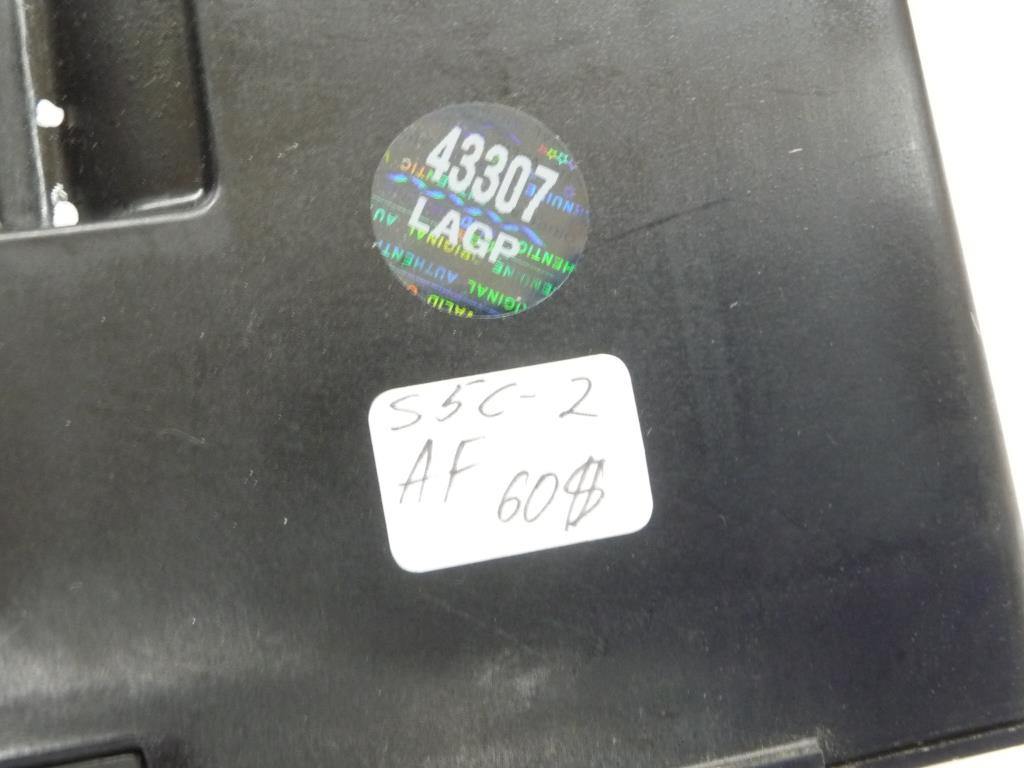 43307
LAGP
S5C-2
AF
60$